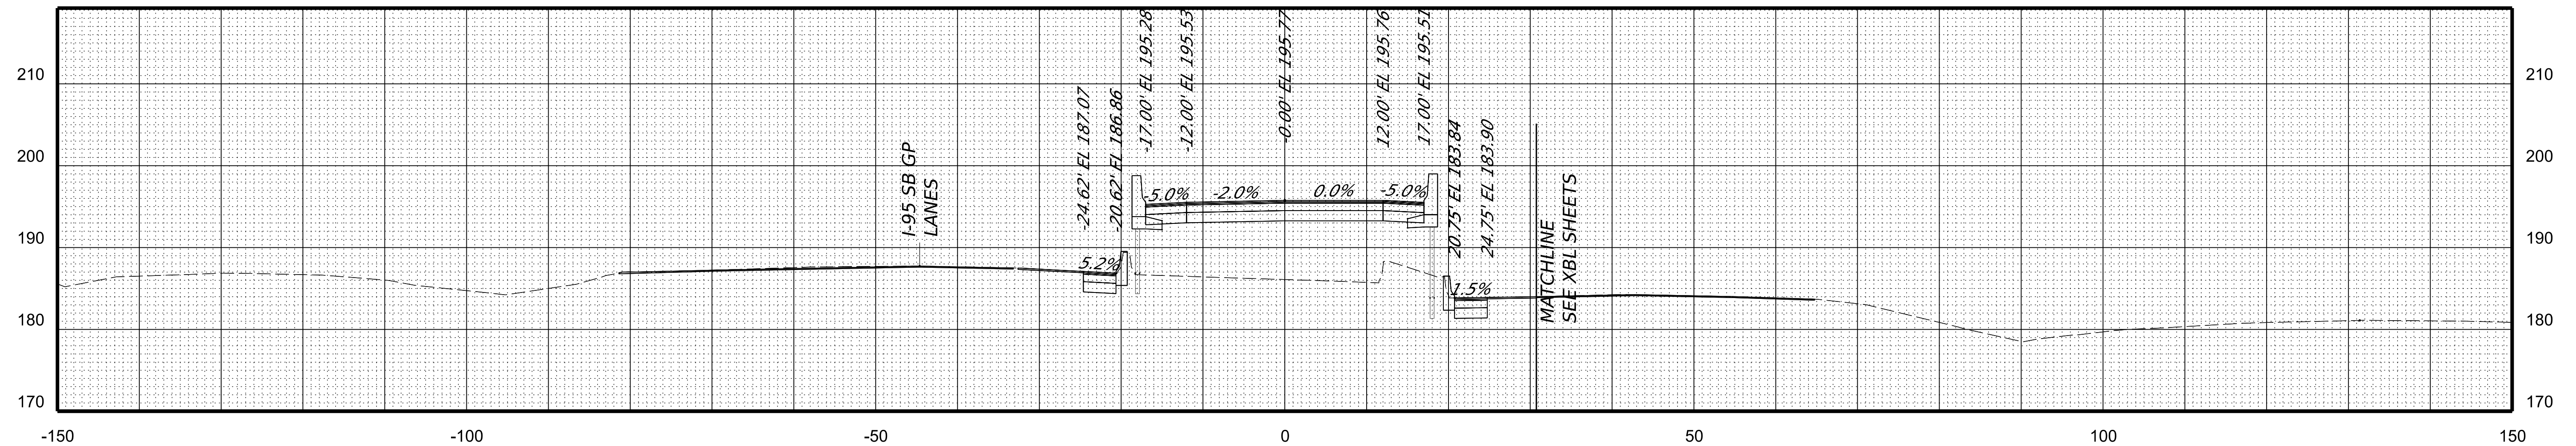 -17.00' EL 195.28
-12.00' EL 195.53
-0.00' EL 195.77
12.00' EL 195.76
17.00' EL 195.51
210
210
-24.62' EL 187.07
-20.62' EL 186.86
20.75' EL 183.84
24.75' EL 183.90
200
200
I-95 SB GP
LANES
-5.0%
-2.0%
0.0%
-5.0%
MATCHLINE
SEE XBL SHEETS
190
190
5.2%
1.5%
180
180
170
170
-150
-100
-50
0
50
100
150